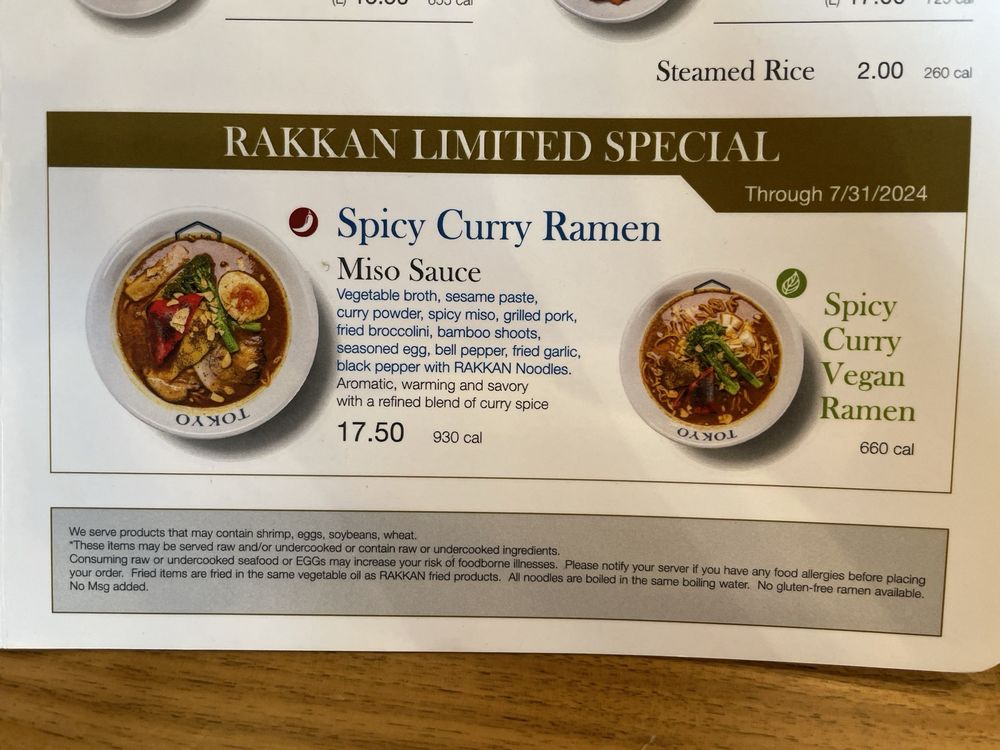 Steamed Rice 2.00 260 cal
RAKKAN LIMITED SPECIAL
Through 7/31/2024
Spicy Curry Ramen
Miso Sauce
Vegetable broth, sesame paste,
curry powder, spicy miso, grilled pork,
fried broccolini, bamboo shoots,
seasoned egg, bell pepper, fried garlic,
black pepper with RAKKAN Noodles.
Aromatic, warming and savory
with a refined blend of curry spice
17.50 930 cal
TOKYO
Spicy
Curry
Vegan
Ramen
660 cal
TOKYO
We serve products that may contain shrimp, eggs, soybeans, wheat.
*These items may be served raw and/or undercooked or contain raw or undercooked ingredients.
Consuming raw or undercooked seafood or EGGs may increase your risk of foodborne illnesses. Please notify your server if you have any food allergies before placing
your order. Fried items are fried in the same vegetable oil as RAKKAN fried products. All noodles are boiled in the same boiling water. No gluten-free ramen available.
No Msg added.